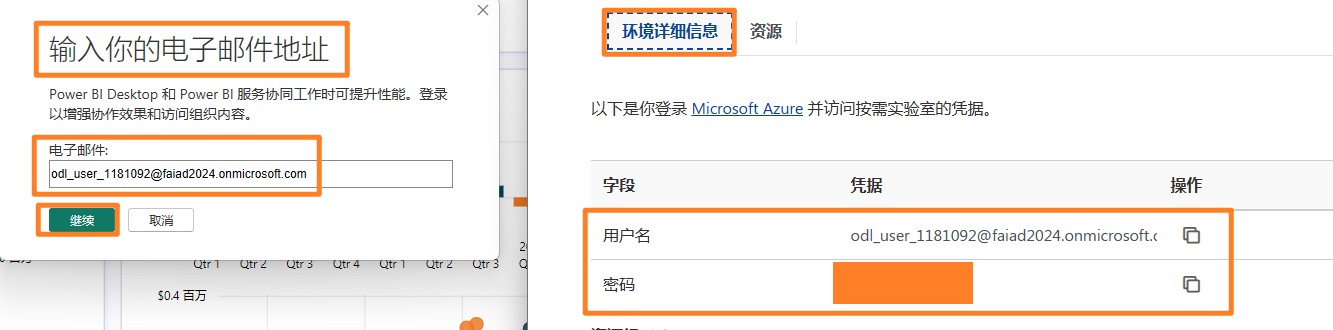 输入你的电子邮件地址
Power BI Desktop 和 Power BI 服务协同工作时可提升性能。登录
以增强协作效果和访问组织内容。
电子邮件:
odl_user_1181092@faiad2024.onmicrosoft.com
继续 取消
Qtr 1 Qtr 2 Qtr 3 Qtr 4 Qtr 1 Qtr 2 Qtr 3
$0.4 百万
环境详细信息 资源
以下是你登录 Microsoft Azure 并访问按需实验室的凭据。
字段 凭据 操作
用户名 odl_user_1181092@faiad2024.onmicrosoft.c
密码